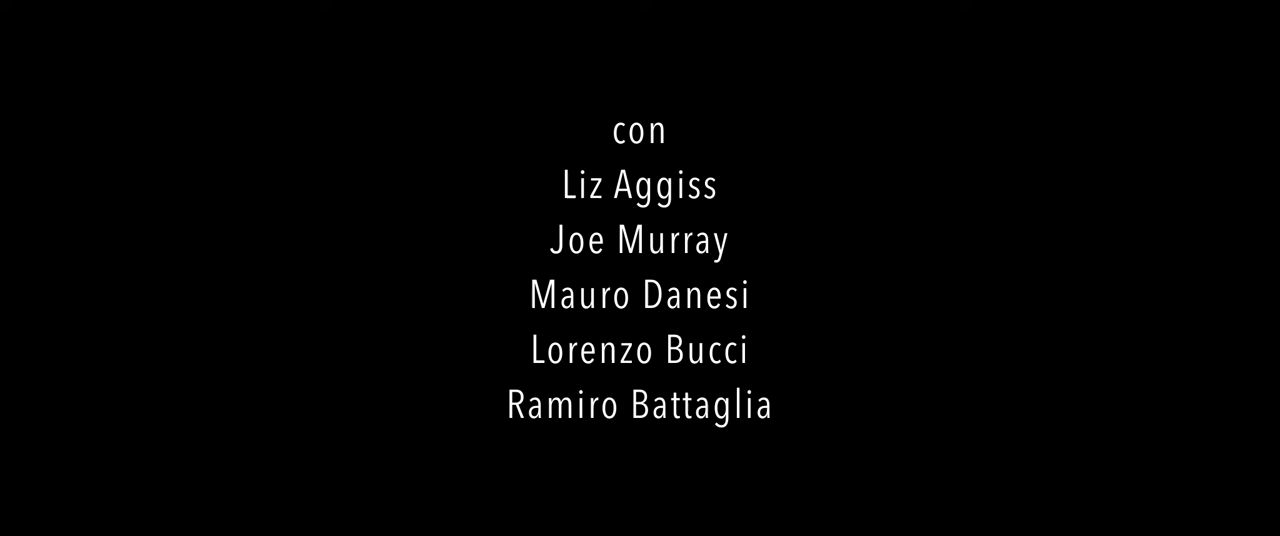 con
Liz Aggiss
Joe Murray
Mauro Danesi
Lorenzo Bucci
Ramiro Battaglia